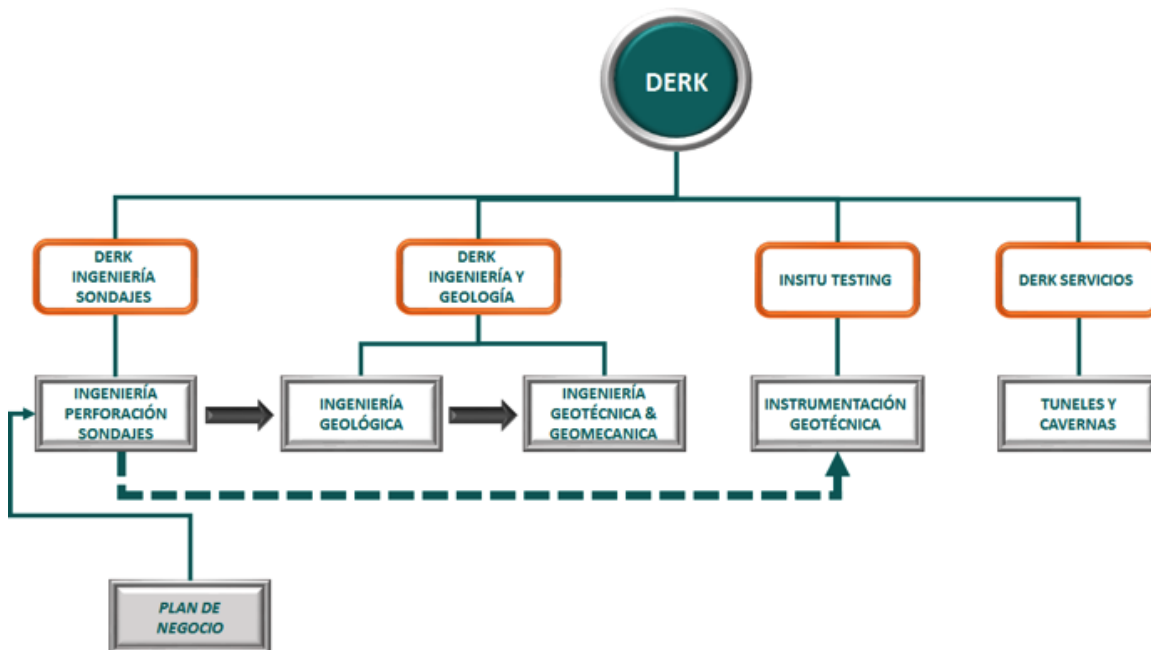 DERK
DERK
INGENIERÍA
SONDAJES
DERK
INGENIERÍA Y
GEOLOGÍA
INSITU TESTING
DERK SERVICIOS
INGENIERÍA
PERFORACIÓN
SONDAJES
INGENIERÍA
GEOLÓGICA
INGENIERÍA
GEOTÉCNICA &
GEOMECANICA
INSTRUMENTACIÓN
GEOTÉCNICA
TUNELES Y
CAVERNAS
PLAN DE
NEGOCIO